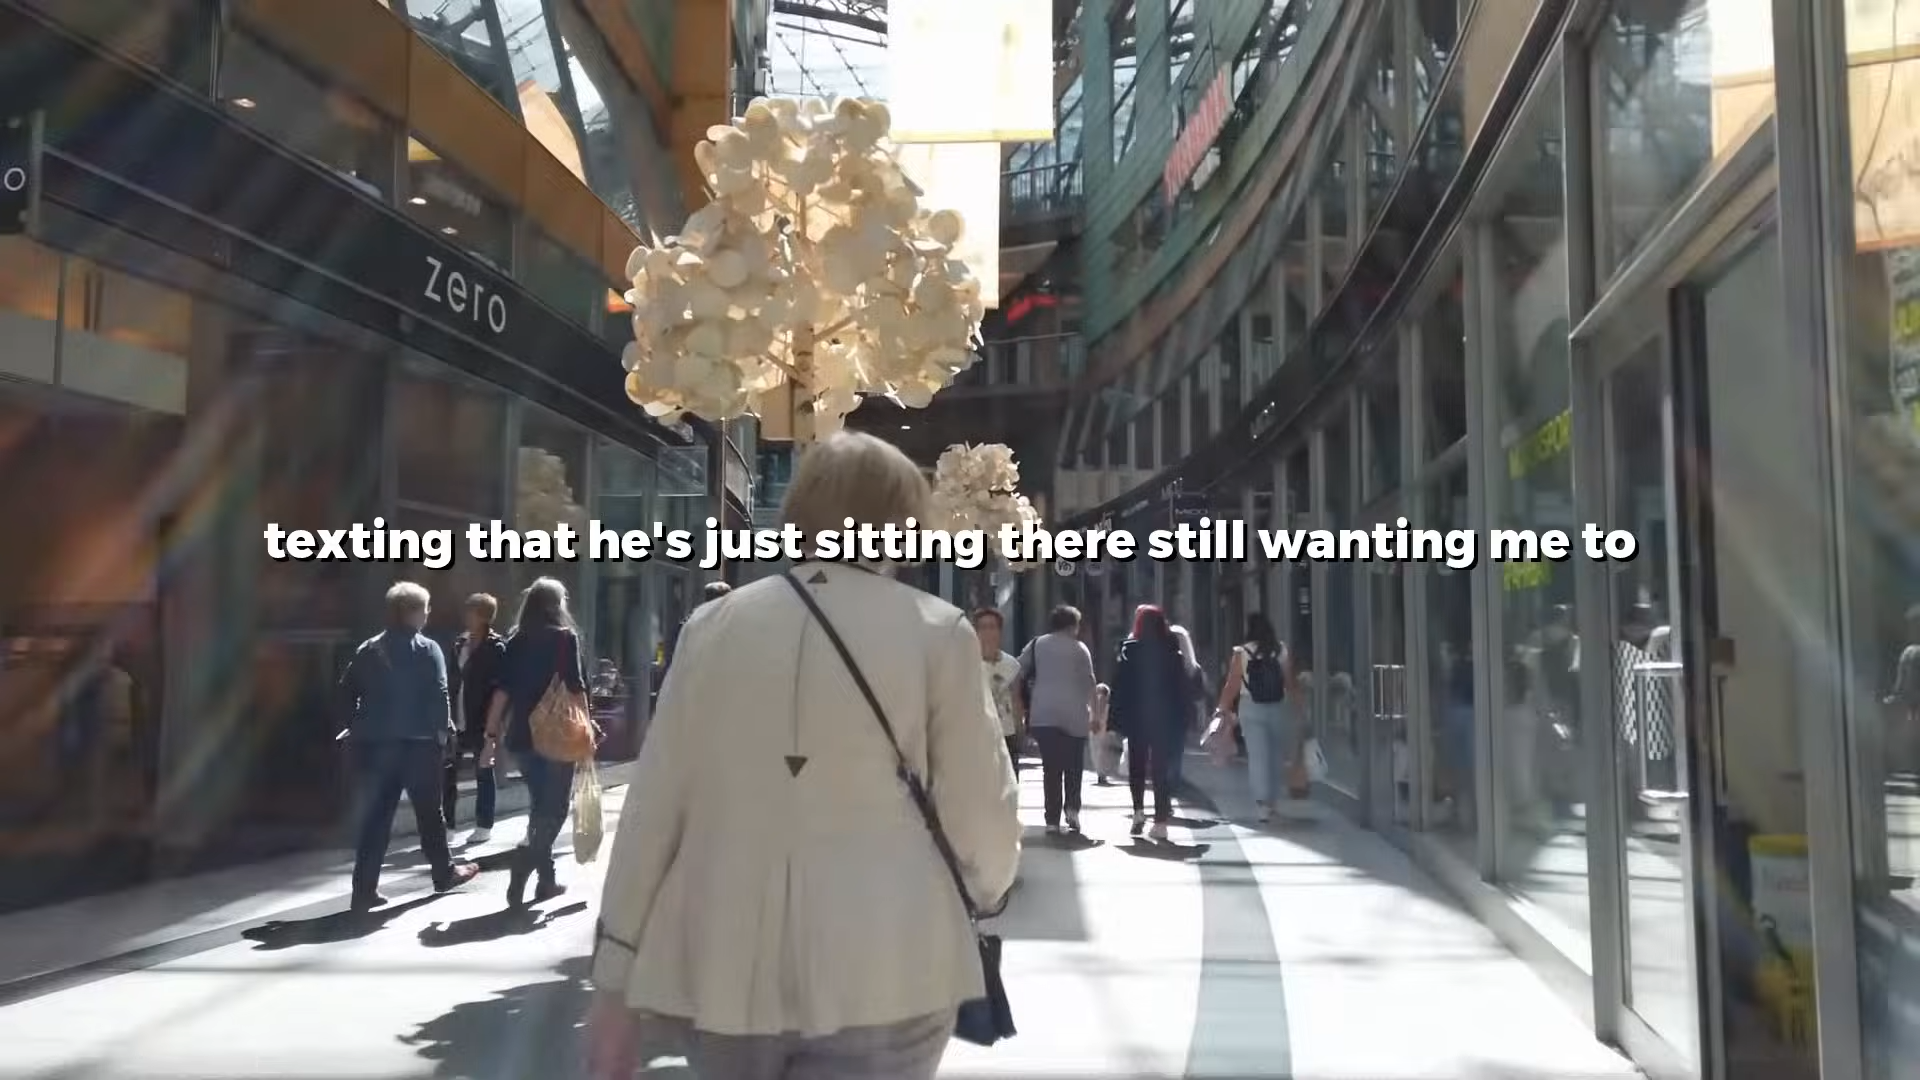 zero
texting that he's just sitting there still wanting me to